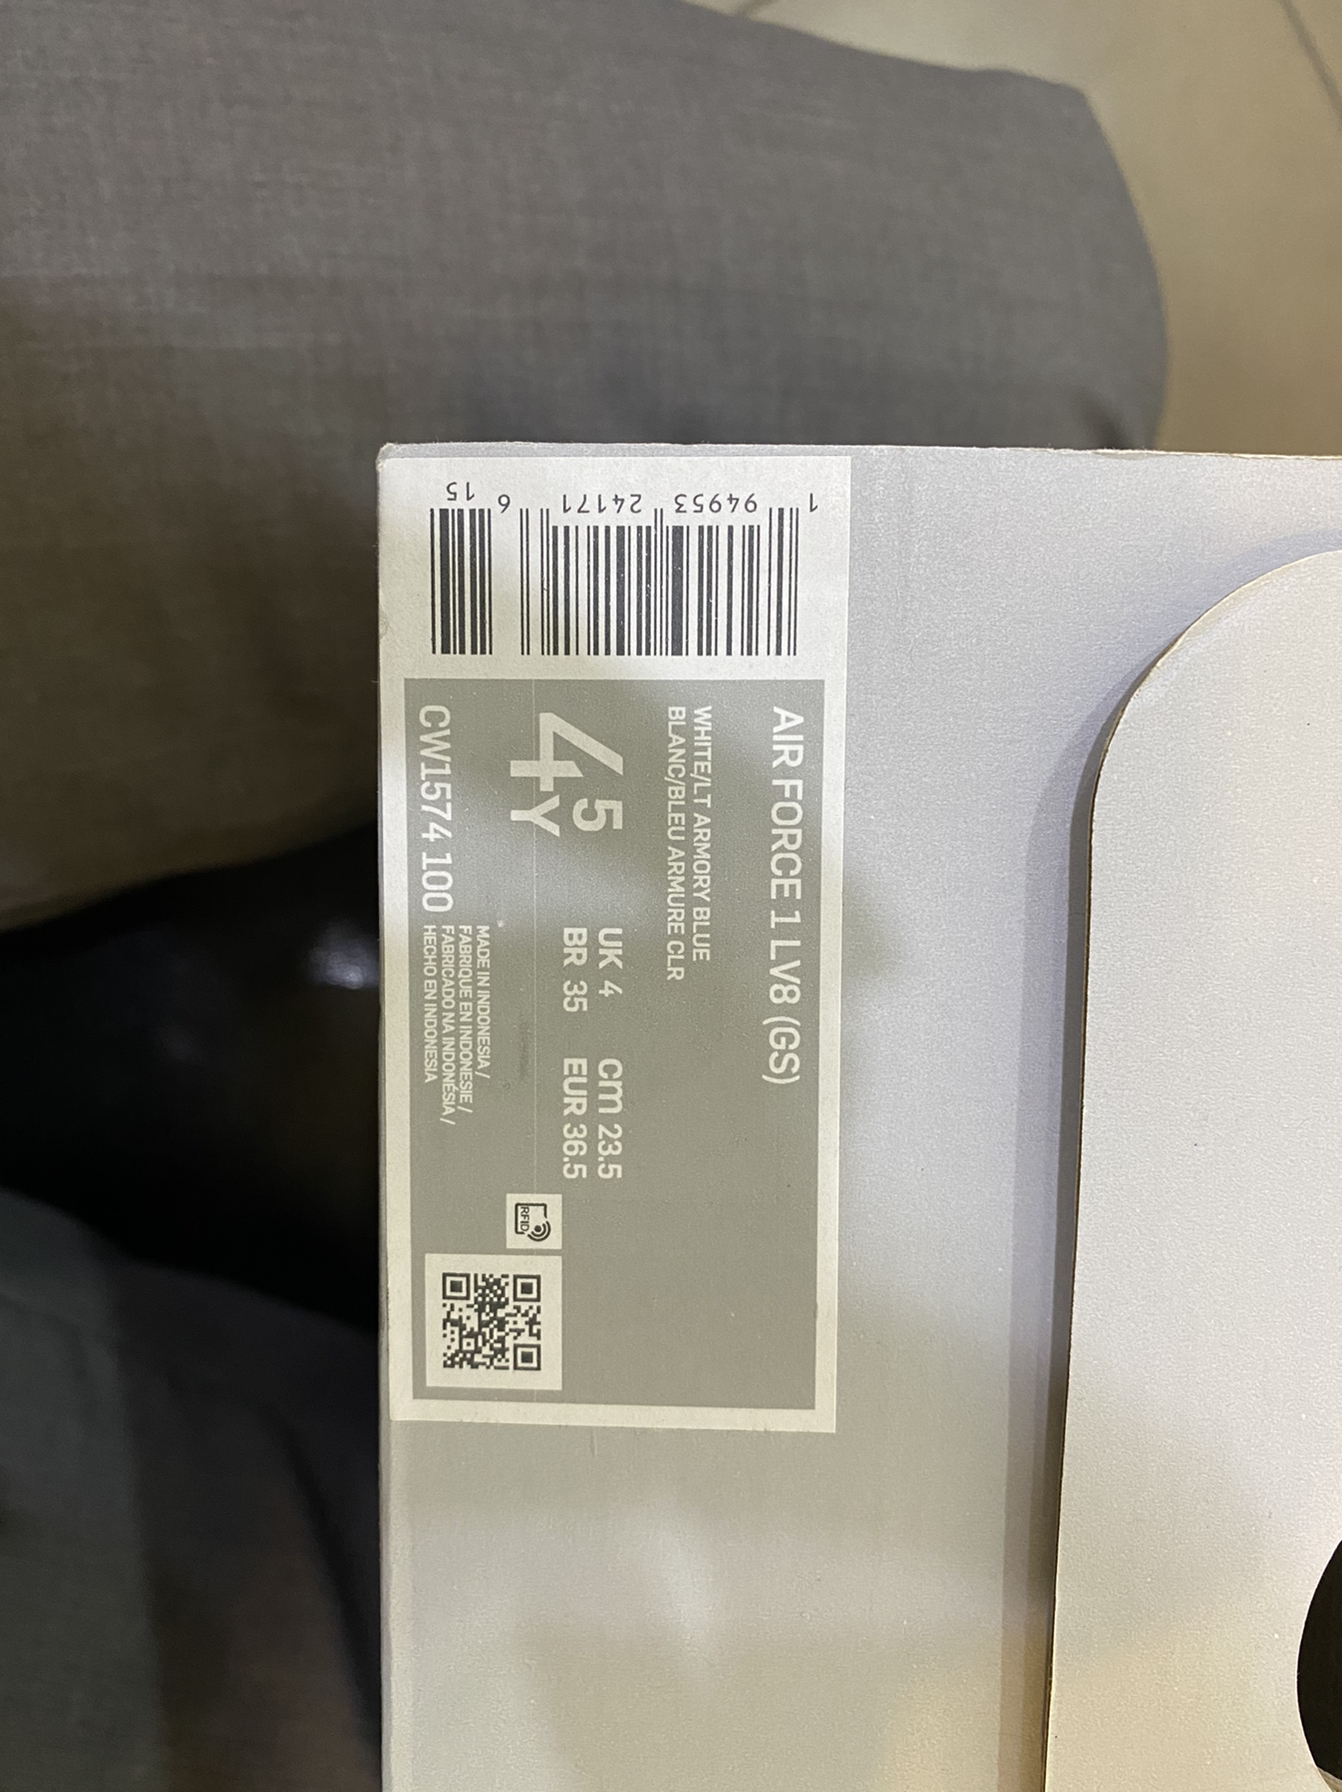 AIR FORCE 1 LV8 (GS)
WHITE/LT ARMORY BLUE
BLANC/BLEU ARMURE CLR
4.5Y
UK 4 cm 23.5
BR 35 EUR 36.5
CW1574 100
MADE IN INDONESIA /
FABRIQUE EN INDONESIE /
FABRICADO NA INDONÉSIA /
HECHO EN INDONESIA
RFID
1 94953 24171 6 15